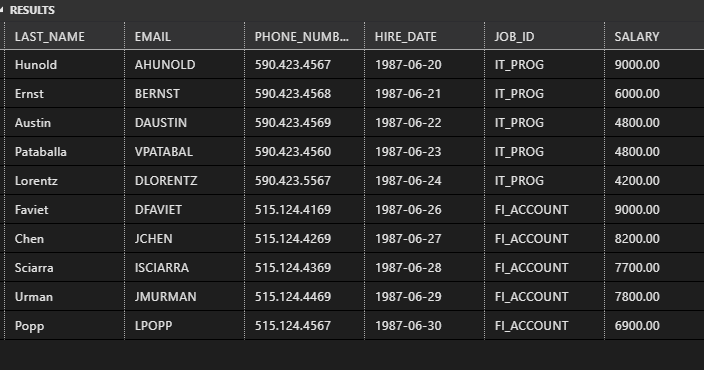 RESULTS
LAST_NAME EMAIL PHONE_NUMB... HIRE_DATE JOB_ID SALARY
Hunold AHUNOLD 590.423.4567 1987-06-20 IT_PROG 9000.00
Ernst BERNST 590.423.4568 1987-06-21 IT_PROG 6000.00
Austin DAUSTIN 590.423.4569 1987-06-22 IT_PROG 4800.00
Pataballa VPATABAL 590.423.4560 1987-06-23 IT_PROG 4800.00
Lorentz DLORENTZ 590.423.5567 1987-06-24 IT_PROG 4200.00
Faviet DFAVIET 515.124.4169 1987-06-26 FI_ACCOUNT 9000.00
Chen JCHEN 515.124.4269 1987-06-27 FI_ACCOUNT 8200.00
Sciarra ISCIARRA 515.124.4369 1987-06-28 FI_ACCOUNT 7700.00
Urman JMURMAN 515.124.4469 1987-06-29 FI_ACCOUNT 7800.00
Popp LPOPP 515.124.4567 1987-06-30 FI_ACCOUNT 6900.00